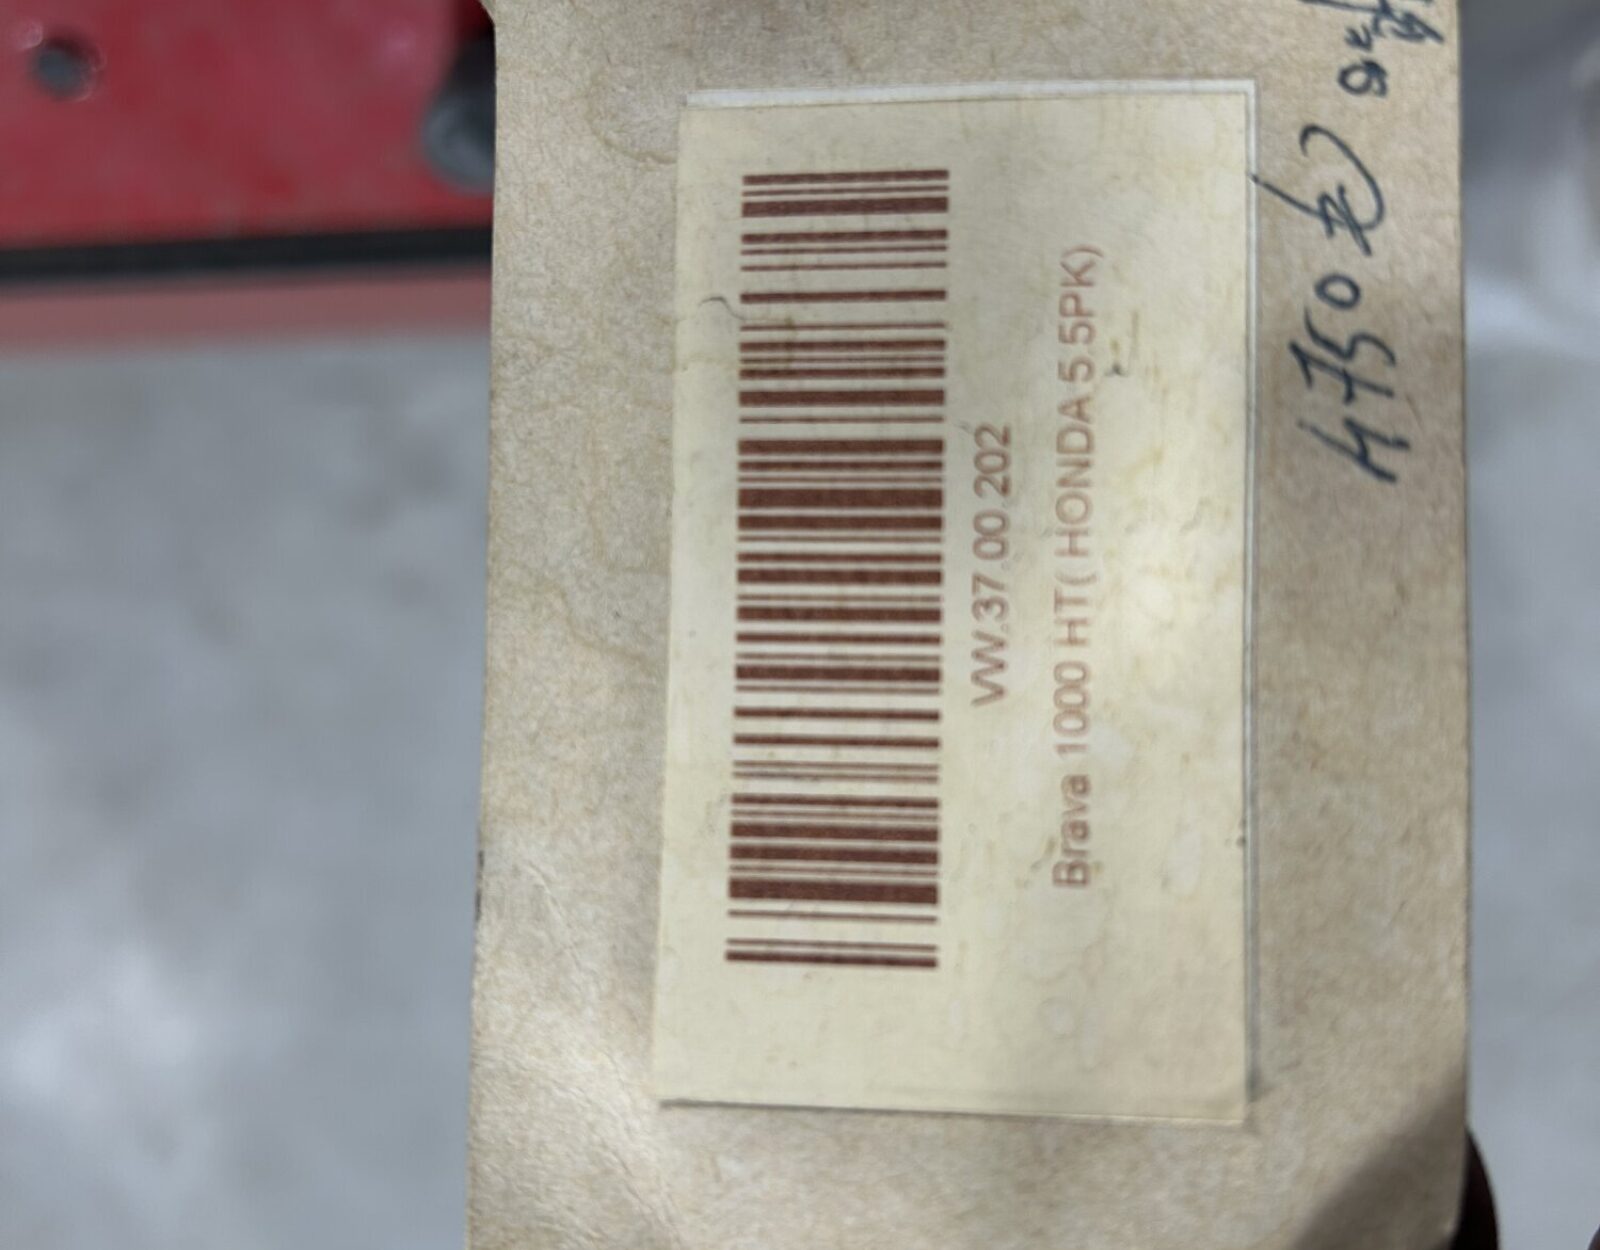 VW.37.00.202
Brava 1000 HT( HONDA 5.5PK)
4750